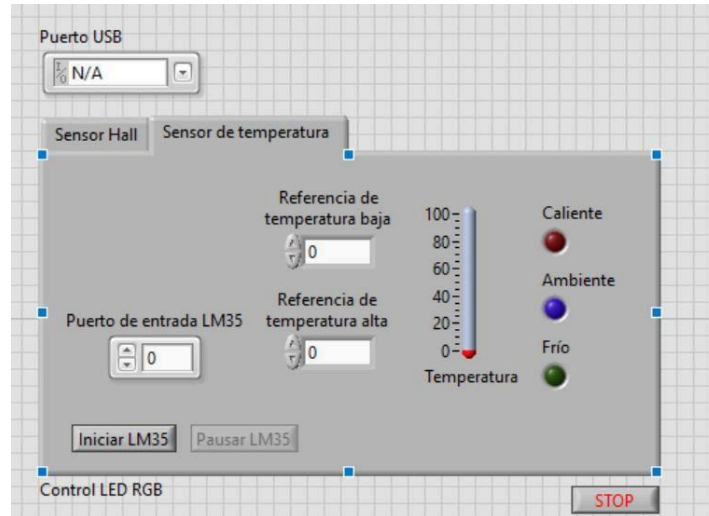 Puerto USB
I/O N/A
Sensor Hall
Sensor de temperatura
Referencia de
temperatura baja
0
Referencia de
temperatura alta
0
Puerto de entrada LM35
0
100
80
60
40
20
0
Temperatura
Caliente
Ambiente
Frío
Iniciar LM35
Pausar LM35
Control LED RGB
STOP